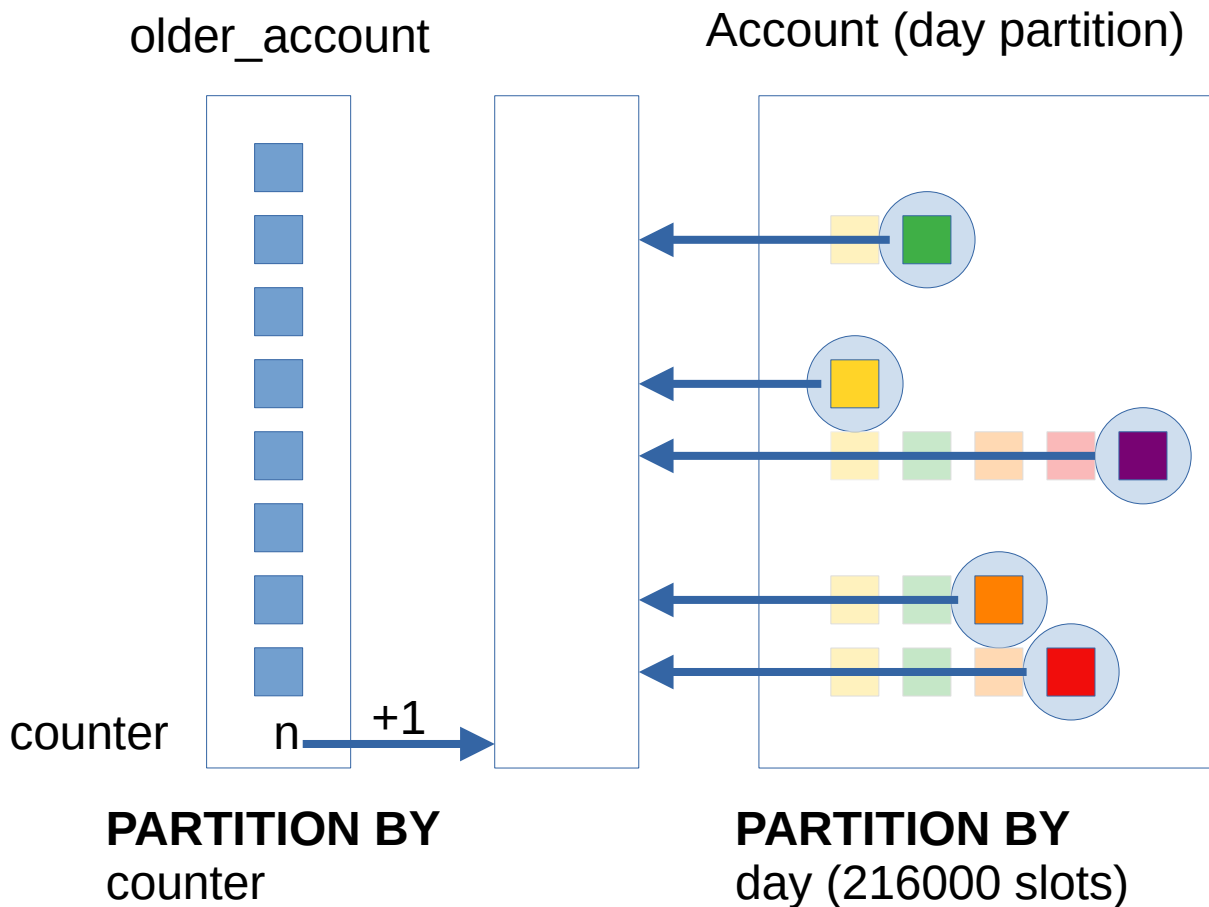 older_account
Account (day partition)
counter
n
+1
PARTITION BY
counter
PARTITION BY
day (216000 slots)